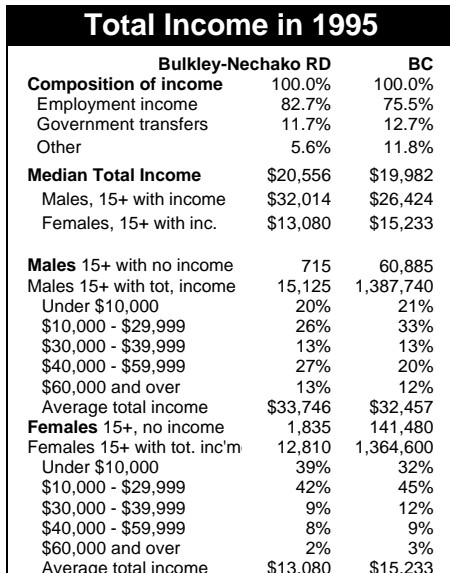 Total Income in 1995
Bulkley-Nechako RD BC
Composition of income 100.0% 100.0%
Employment income 82.7% 75.5%
Government transfers 11.7% 12.7%
Other 5.6% 11.8%
Median Total Income $20,556 $19,982
Males, 15+ with income $32,014 $26,424
Females, 15+ with inc. $13,080 $15,233
Males 15+ with no income 715 60,885
Males 15+ with tot, income 15,125 1,387,740
Under $10,000 20% 21%
$10,000 - $29,999 26% 33%
$30,000 - $39,999 13% 13%
$40,000 - $59,999 27% 20%
$60,000 and over 13% 12%
Average total income $33,746 $32,457
Females 15+, no income 1,835 141,480
Females 15+ with tot. inc'm 12,810 1,364,600
Under $10,000 39% 32%
$10,000 - $29,999 42% 45%
$30,000 - $39,999 9% 12%
$40,000 - $59,999 8% 9%
$60,000 and over 2% 3%
Average total income $13,080 $15,233